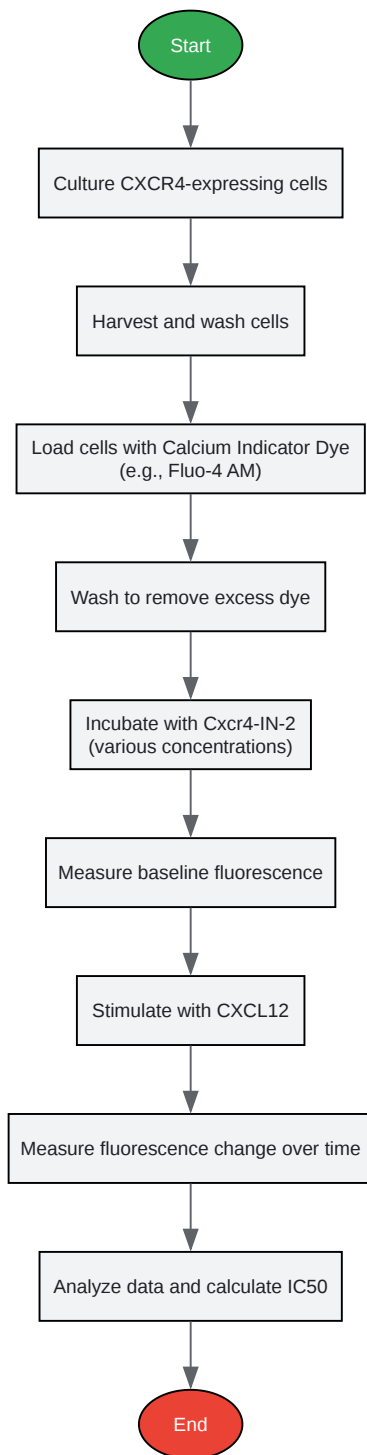 Start
Culture CXCR4-expressing cells
Harvest and wash cells
Load cells with Calcium Indicator Dye
(e.g., Fluo-4 AM)
Wash to remove excess dye
Incubate with Cxcr4-IN-2
(various concentrations)
Measure baseline fluorescence
Stimulate with CXCL12
Measure fluorescence change over time
Analyze data and calculate IC50
End